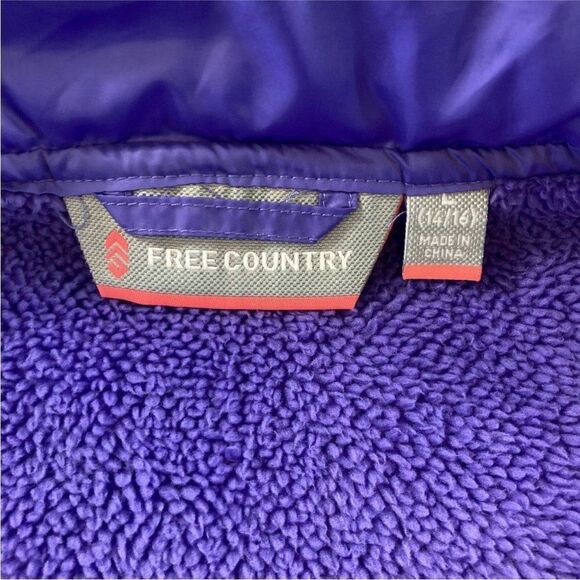 FREE COUNTRY
L
(14/16)
MADE IN
CHINA